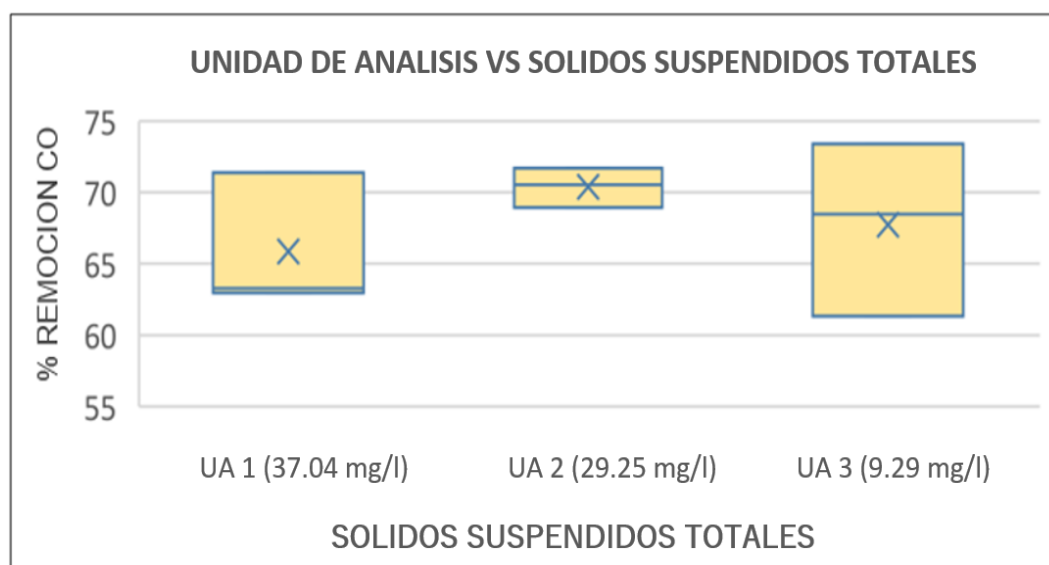 UNIDAD DE ANALISIS VS SOLIDOS SUSPENDIDOS TOTALES
% REMOCION CO
75
70
65
60
55
UA 1 (37.04 mg/l) UA 2 (29.25 mg/l) UA 3 (9.29 mg/l)
SOLIDOS SUSPENDIDOS TOTALES